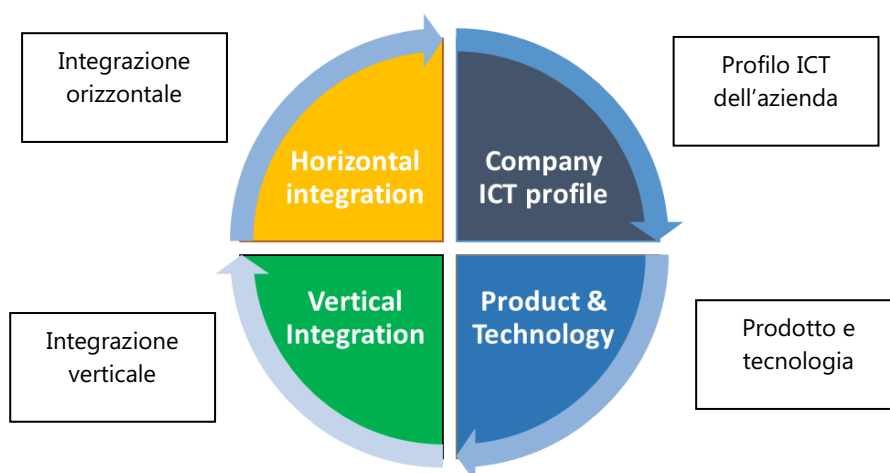 Integrazione
orizzontale
Profilo ICT
dell'azienda
Horizontal
integration
Company
ICT profile
Vertical
Integration
Product &
Technology
Integrazione
verticale
Prodotto e
tecnologia